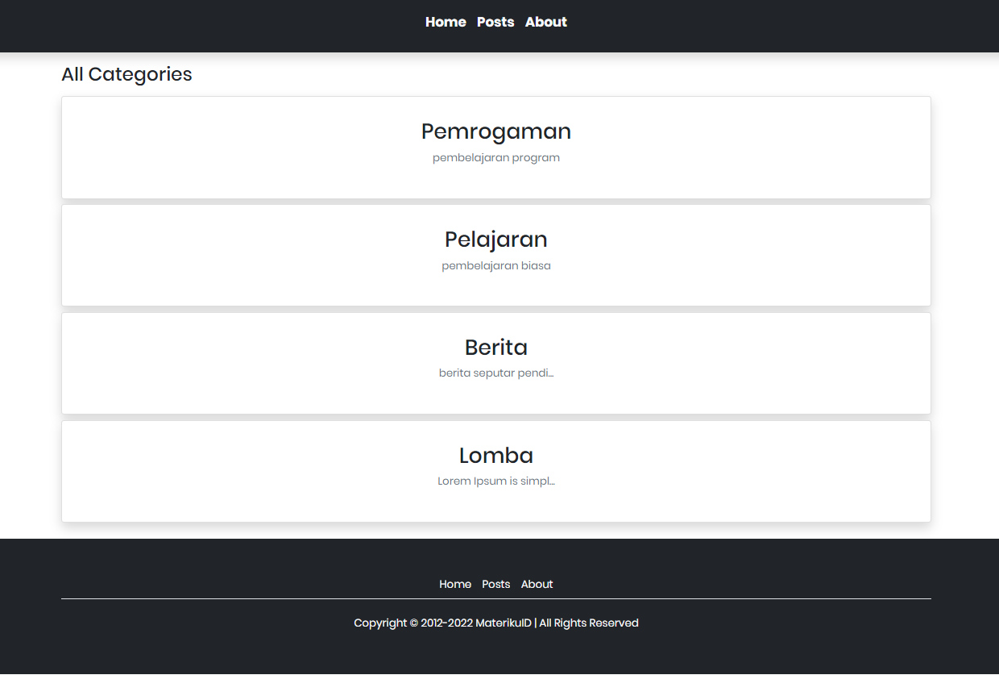 Home Posts About
All Categories
Pemrogaman
pembelajaran program
Pelajaran
pembelajaran biasa
Berita
berita seputar pendi...
Lomba
Lorem Ipsum is simpl...
Home Posts About
Copyright © 2012-2022 MaterikuID | All Rights Reserved